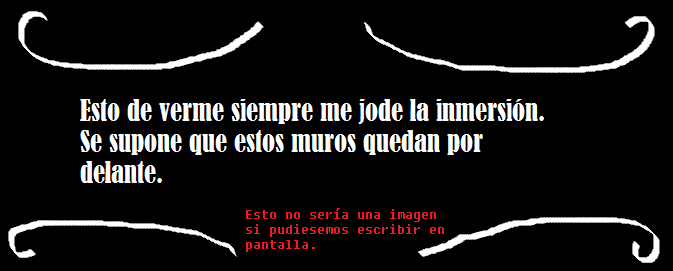 Esto de verme siempre me jode la inmersión.
Se supone que estos muros quedan por
delante.
Esto no sería una imagen
si pudiesemos escribir en
pantalla.